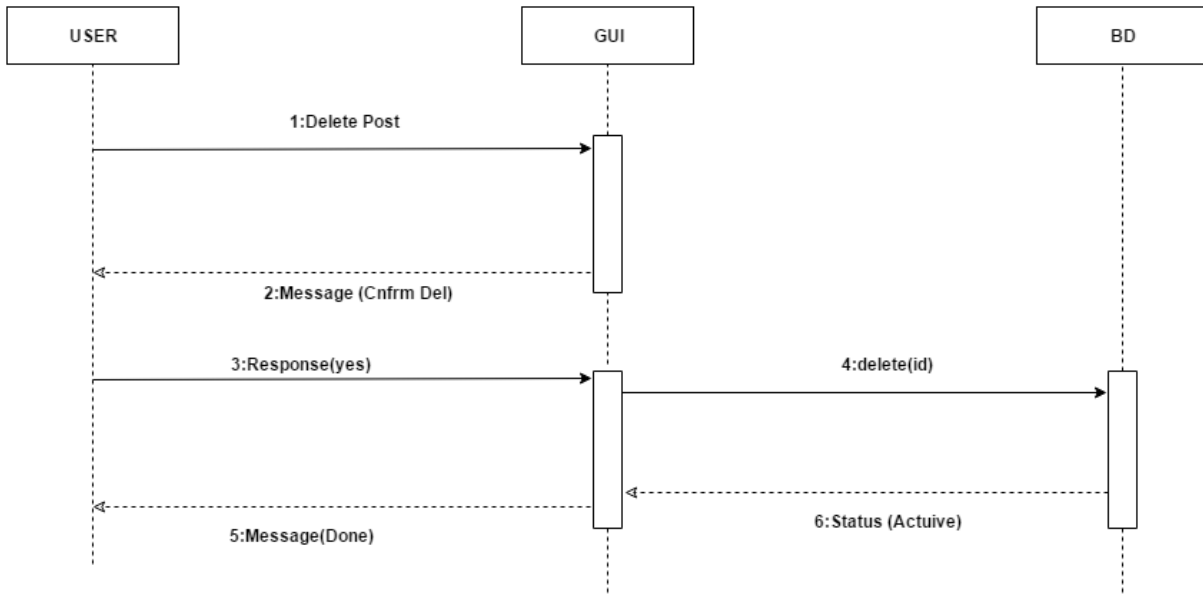 USER
GUI
BD
1:Delete Post
2:Message (Cnfrm Del)
3:Response(yes)
4:delete(id)
6:Status (Actuive)
5:Message(Done)